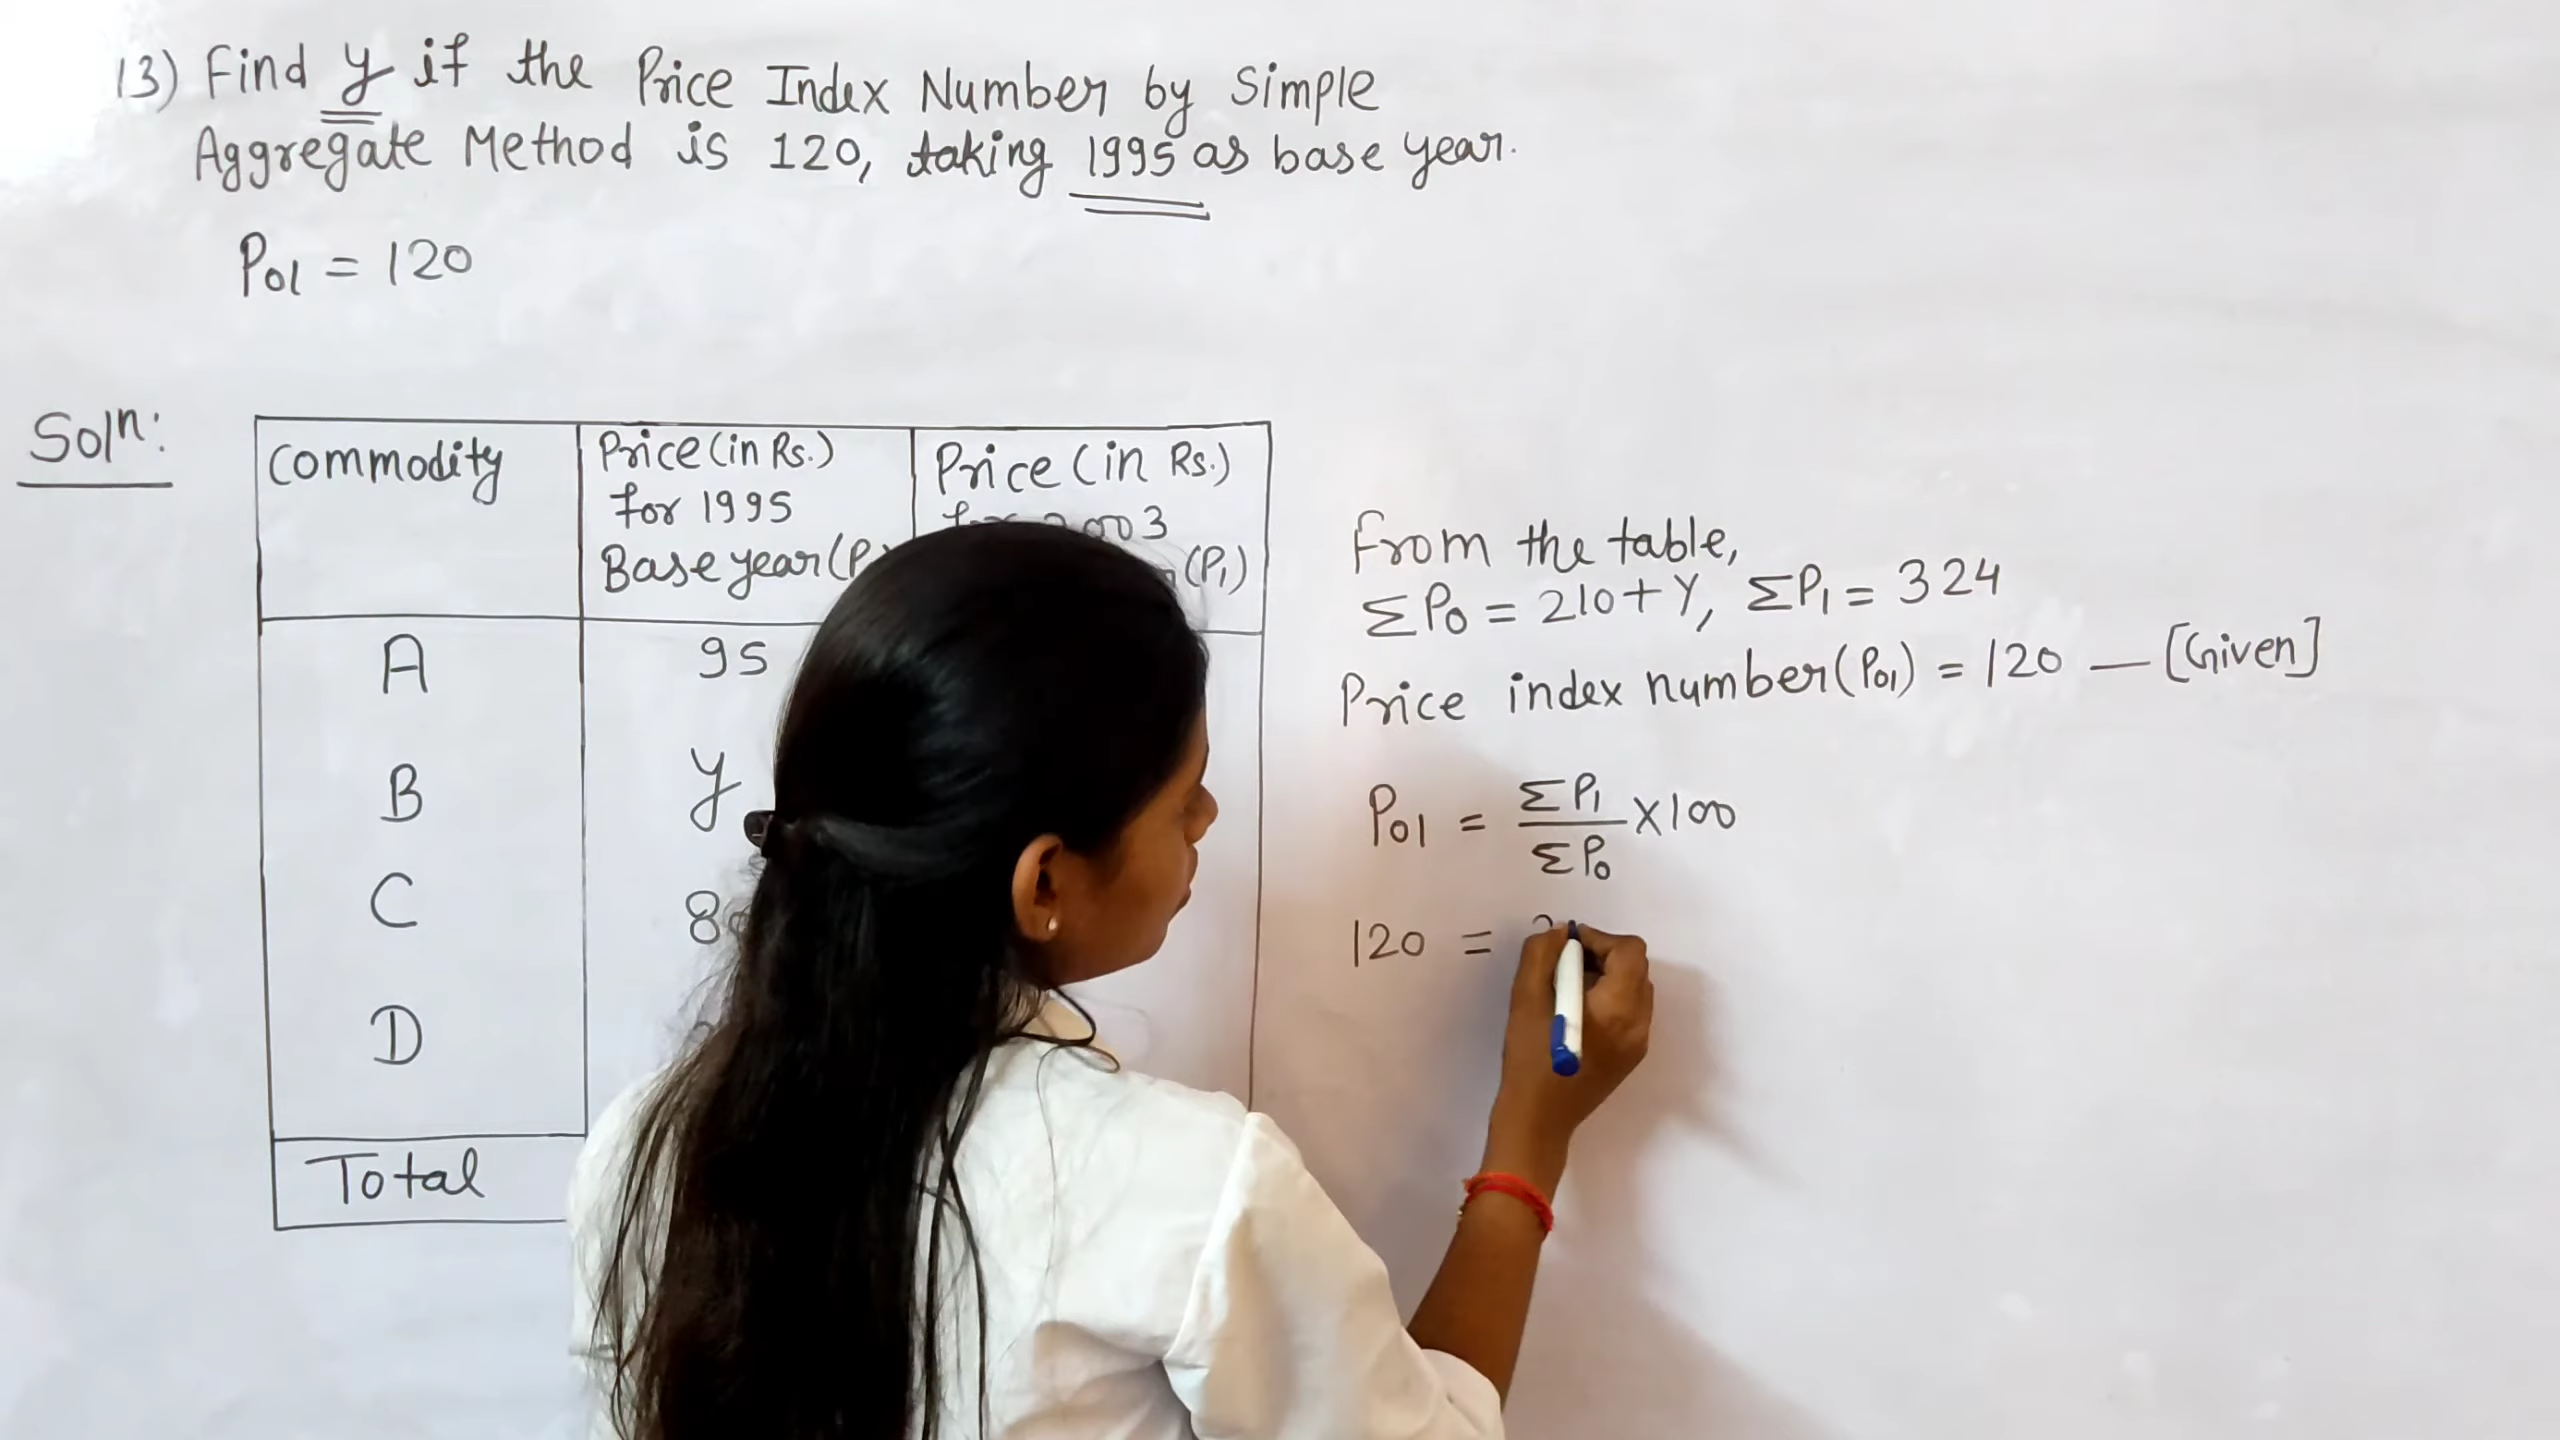 13) Find y if the Price Index Number by Simple
Aggregate Method is 120, taking 1995 as base year.
P01 = 120
Solⁿ:
Commodity
Price (in Rs.)
for 1995
Base year (P
Price (in Rs.)
003
(P1)
A
95
B
y
C
8
D
Total
From the table,
ΣP0 = 210+Y, ΣP1 = 324
Price index number (P01) = 120 — [Given]
P01 = ΣP1/ΣP0 × 100
120 =